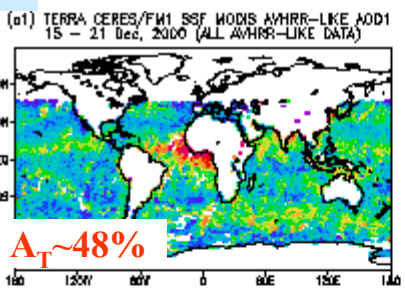 (a1) TERRA CERES/FM1 SSF MODIS AVHRR-LIKE AOD1
15 - 21 Dec, 2000 (ALL AVHRR-LIKE DATA)
A_T~48%
180 120W 60W 0 60E 120E 180